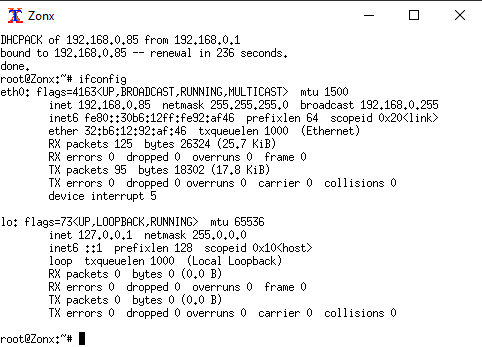 Zonx
DHCPACK of 192.168.0.85 from 192.168.0.1
bound to 192.168.0.85 -- renewal in 236 seconds.
done.
root@Zonx:~# ifconfig
eth0: flags=4163<UP,BROADCAST,RUNNING,MULTICAST>  mtu 1500
        inet 192.168.0.85  netmask 255.255.255.0  broadcast 192.168.0.255
        inet6 fe80::30b6:12ff:fe92:af46  prefixlen 64  scopeid 0x20<link>
        ether 32:b6:12:92:af:46  txqueuelen 1000  (Ethernet)
        RX packets 125  bytes 26324 (25.7 KiB)
        RX errors 0  dropped 0  overruns 0  frame 0
        TX packets 95  bytes 18302 (17.8 KiB)
        TX errors 0  dropped 0 overruns 0  carrier 0  collisions 0
        device interrupt 5
lo: flags=73<UP,LOOPBACK,RUNNING>  mtu 65536
        inet 127.0.0.1  netmask 255.0.0.0
        inet6 ::1  prefixlen 128  scopeid 0x10<host>
        loop  txqueuelen 1000  (Local Loopback)
        RX packets 0  bytes 0 (0.0 B)
        RX errors 0  dropped 0  overruns 0  frame 0
        TX packets 0  bytes 0 (0.0 B)
        TX errors 0  dropped 0 overruns 0  carrier 0  collisions 0
root@Zonx:~#